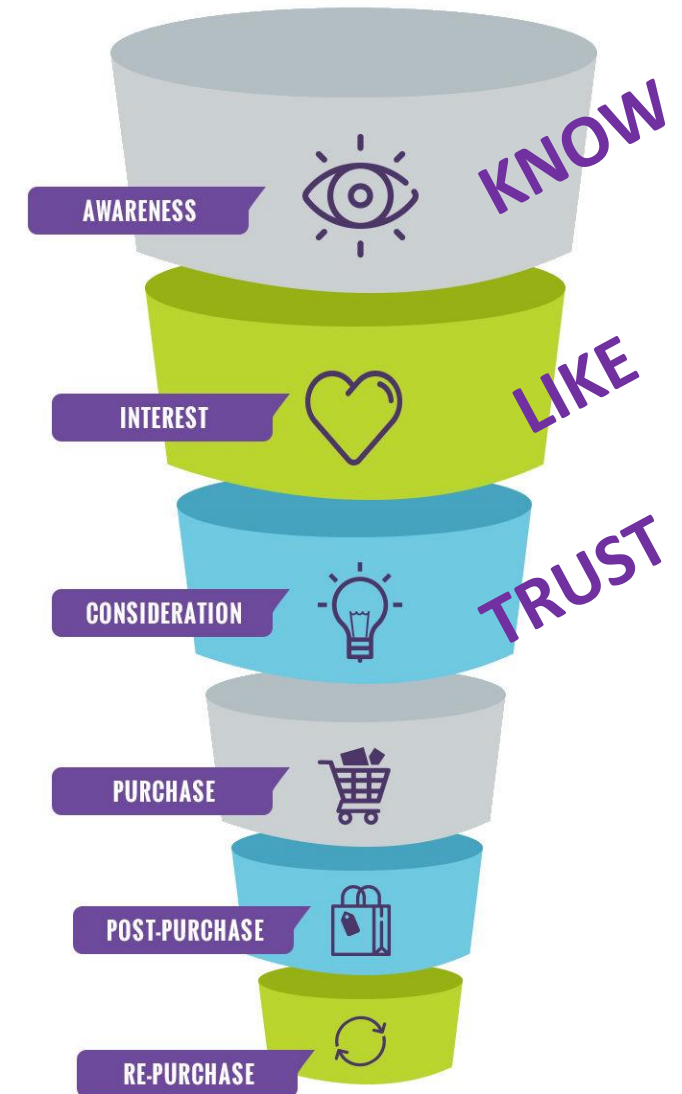 KNOW
AWARENESS
LIKE
INTEREST
TRUST
CONSIDERATION
PURCHASE
POST-PURCHASE
RE-PURCHASE